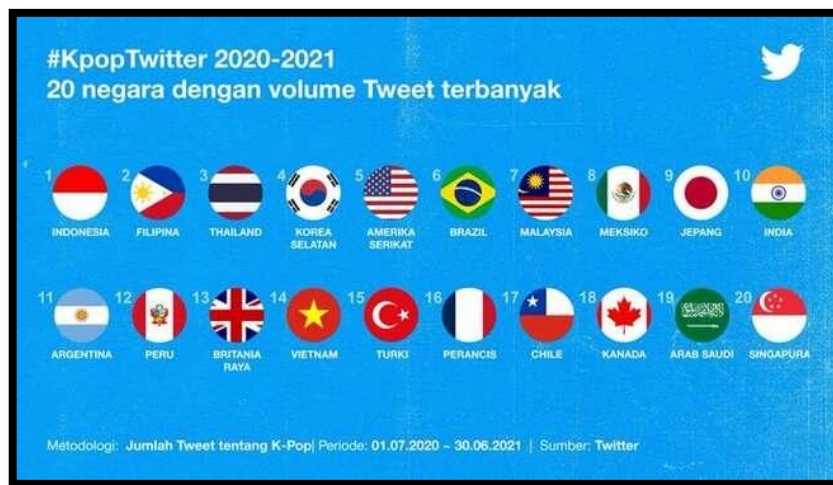 #KpopTwitter 2020-2021
20 negara dengan volume Tweet terbanyak
1 2 3 4 5 6 7 8 9 10
INDONESIA FILIPINA THAILAND KOREA SELATAN AMERIKA SERIKAT BRAZIL MALAYSIA MEKSIKO JEPANG INDIA
11 12 13 14 15 16 17 18 19 20
ARGENTINA PERU BRITANIA RAYA VIETNAM TURKI PERANCIS CHILE KANADA ARAB SAUDI SINGAPURA
Metodologi: Jumlah Tweet tentang K-Pop| Periode: 01.07.2020 ~ 30.06.2021 | Sumber: Twitter